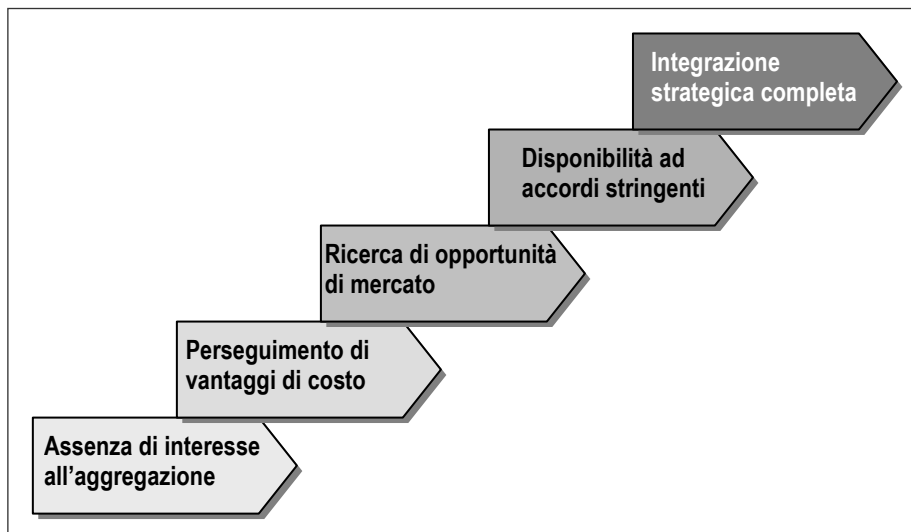 Integrazione
strategica completa
Disponibilità ad
accordi stringenti
Ricerca di opportunità
di mercato
Perseguimento di
vantaggi di costo
Assenza di interesse
all’aggregazione